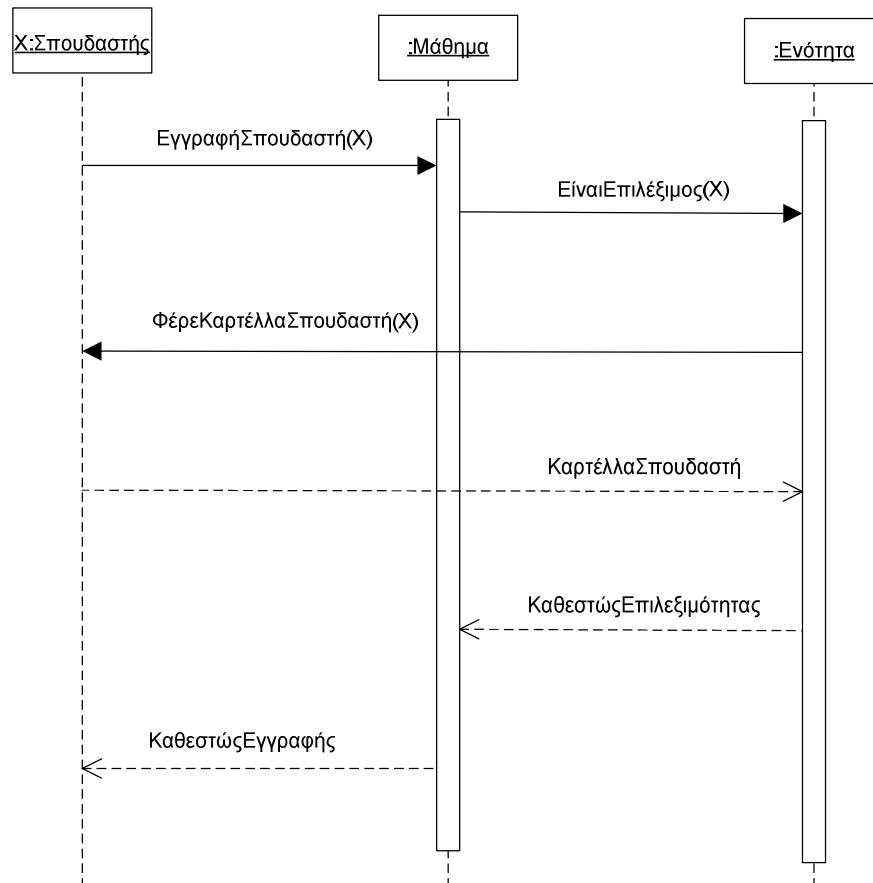 Χ:Σπουδαστής
:Μάθημα
:Ενότητα
ΕγγραφήΣπουδαστή(Χ)
ΕίναιΕπιλέξιμος(Χ)
ΦέρεΚαρτέλλαΣπουδαστή(Χ)
ΚαρτέλλαΣπουδαστή
ΚαθεστώςΕπιλεξιμότητας
ΚαθεστώςΕγγραφής